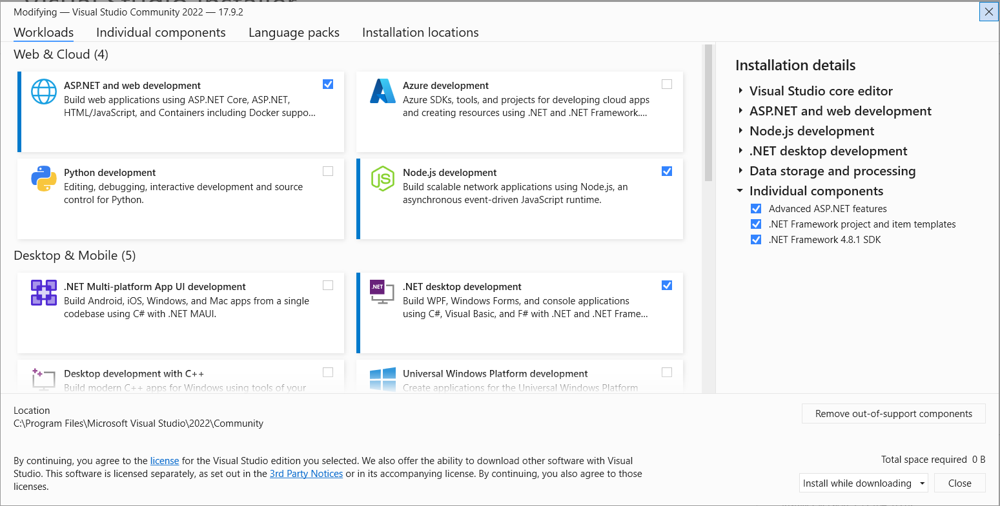 Modifying — Visual Studio Community 2022 — 17.9.2
Workloads
Individual components
Language packs
Installation locations
Web & Cloud (4)
ASP.NET and web development
Build web applications using ASP.NET Core, ASP.NET,
HTML/JavaScript, and Containers including Docker suppo...
Azure development
Azure SDKs, tools, and projects for developing cloud apps
and creating resources using .NET and .NET Framework....
Python development
Editing, debugging, interactive development and source
control for Python.
JS
Node.js development
Build scalable network applications using Node.js, an
asynchronous event-driven JavaScript runtime.
Desktop & Mobile (5)
.NET Multi-platform App UI development
Build Android, iOS, Windows, and Mac apps from a single
codebase using C# with .NET MAUI.
.NET
.NET desktop development
Build WPF, Windows Forms, and console applications
using C#, Visual Basic, and F# with .NET and .NET Frame...
Desktop development with C++
Build modern C++ apps for Windows using tools of your
Universal Windows Platform development
Create applications for the Universal Windows Platform
Installation details
Visual Studio core editor
ASP.NET and web development
Node.js development
.NET desktop development
Data storage and processing
Individual components
Advanced ASP.NET features
.NET Framework project and item templates
.NET Framework 4.8.1 SDK
Location
C:\Program Files\Microsoft Visual Studio\2022\Community
Remove out-of-support components
By continuing, you agree to the license for the Visual Studio edition you selected. We also offer the ability to download other software with Visual
Studio. This software is licensed separately, as set out in the 3rd Party Notices or in its accompanying license. By continuing, you also agree to those
licenses.
Total space required 0 B
Install while downloading
Close